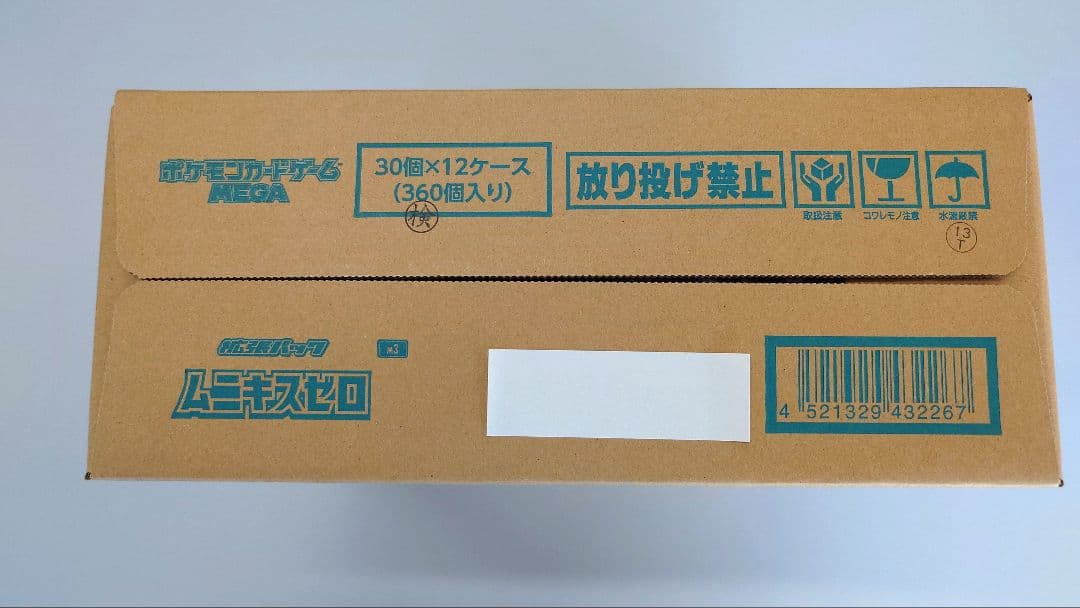 ポケモンカードゲーム
MEGA
30個×12ケース
(360個入り)
検
放り投げ禁止
取扱注意
コワレモノ注意
水濡厳禁
13
T
拡張パック
M3
ムニキスゼロ
4 521329 432267